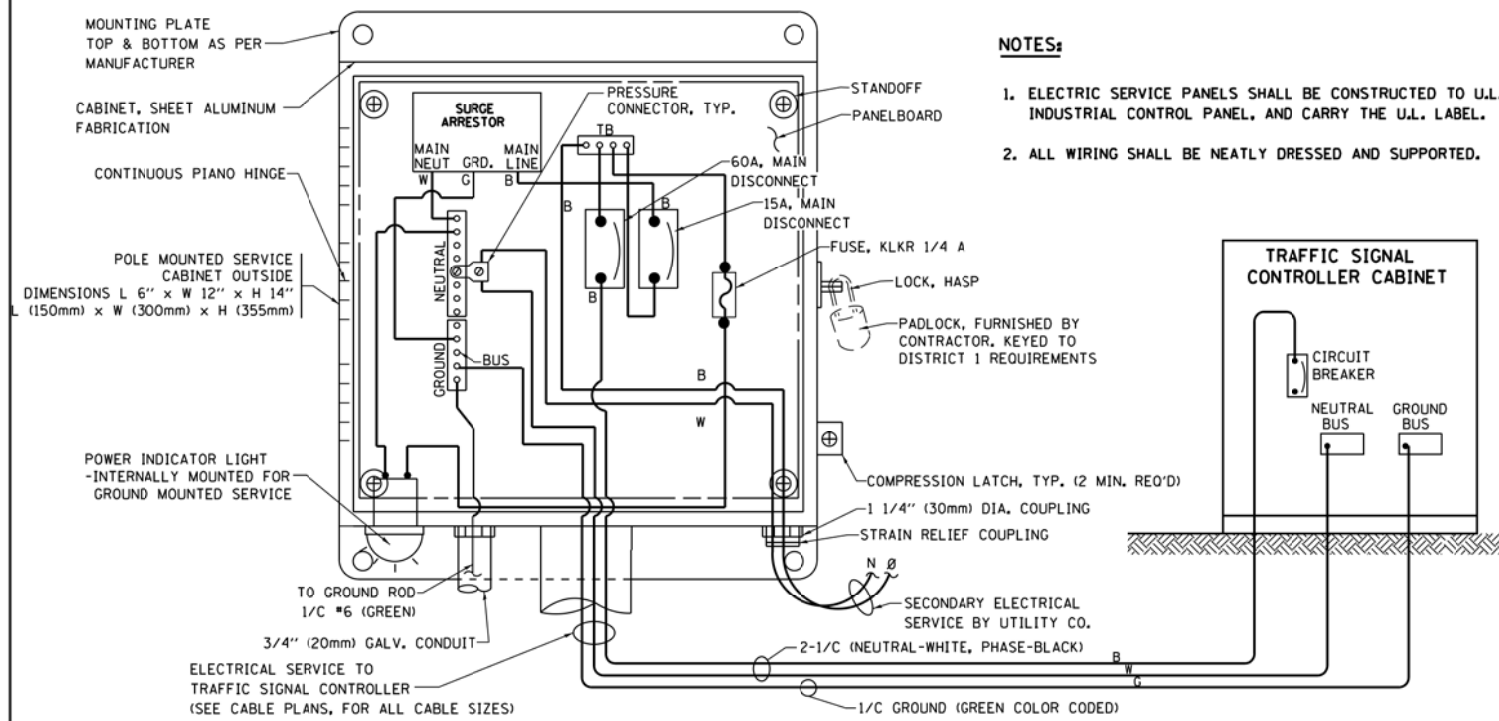 MOUNTING PLATE
TOP & BOTTOM AS PER
MANUFACTURER
CABINET, SHEET ALUMINUM
FABRICATION
CONTINUOUS PIANO HINGE
POLE MOUNTED SERVICE
CABINET OUTSIDE
DIMENSIONS L 6" x W 12" x H 14"
L (150mm) x W (300mm) x H (355mm)
POWER INDICATOR LIGHT
-INTERNALLY MOUNTED FOR
GROUND MOUNTED SERVICE
SURGE
ARRESTOR
MAIN
NEUT
GRD.
MAIN
LINE
W
G
B
PRESSURE
CONNECTOR, TYP.
TB
STANDOFF
PANELBOARD
60A, MAIN
DISCONNECT
15A, MAIN
DISCONNECT
B
B
B
FUSE, KLKR 1/4 A
LOCK, HASP
PADLOCK, FURNISHED BY
CONTRACTOR. KEYED TO
DISTRICT 1 REQUIREMENTS
NEUTRAL
GROUND
BUS
B
W
COMPRESSION LATCH, TYP. (2 MIN. REQ'D)
1 1/4" (30mm) DIA. COUPLING
STRAIN RELIEF COUPLING
N Ø
SECONDARY ELECTRICAL
SERVICE BY UTILITY CO.
TO GROUND ROD
1/C #6 (GREEN)
3/4" (20mm) GALV. CONDUIT
ELECTRICAL SERVICE TO
TRAFFIC SIGNAL CONTROLLER
(SEE CABLE PLANS, FOR ALL CABLE SIZES)
2-1/C (NEUTRAL-WHITE, PHASE-BLACK)
B
W
G
1/C GROUND (GREEN COLOR CODED)
NOTES:
1. ELECTRIC SERVICE PANELS SHALL BE CONSTRUCTED TO U.L.
INDUSTRIAL CONTROL PANEL, AND CARRY THE U.L. LABEL.
2. ALL WIRING SHALL BE NEATLY DRESSED AND SUPPORTED.
TRAFFIC SIGNAL
CONTROLLER CABINET
CIRCUIT
BREAKER
NEUTRAL
BUS
GROUND
BUS